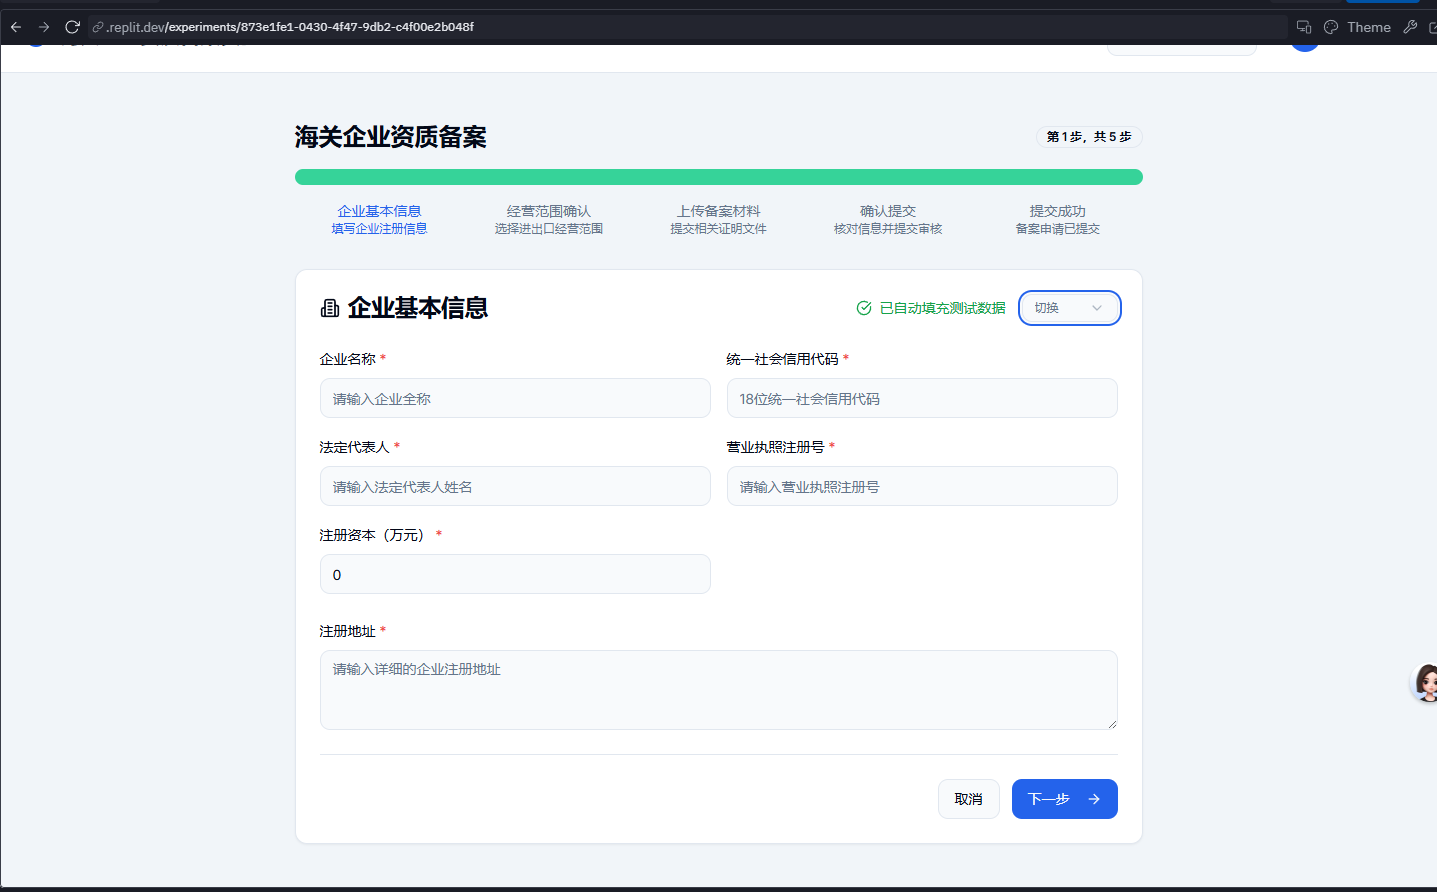 .replit.dev/experiments/873e1fe1-0430-4f47-9db2-c4f00e2b048f
Theme
海关企业资质备案
第 1 步，共 5 步
企业基本信息
填写企业注册信息
经营范围确认
选择进出口经营范围
上传备案材料
提交相关证明文件
确认提交
核对信息并提交审核
提交成功
备案申请已提交
企业基本信息
已自动填充测试数据
切换
企业名称 *
统一社会信用代码 *
请输入企业全称
18位统一社会信用代码
法定代表人 *
营业执照注册号 *
请输入法定代表人姓名
请输入营业执照注册号
注册资本（万元） *
0
注册地址 *
请输入详细的企业注册地址
取消
下一步